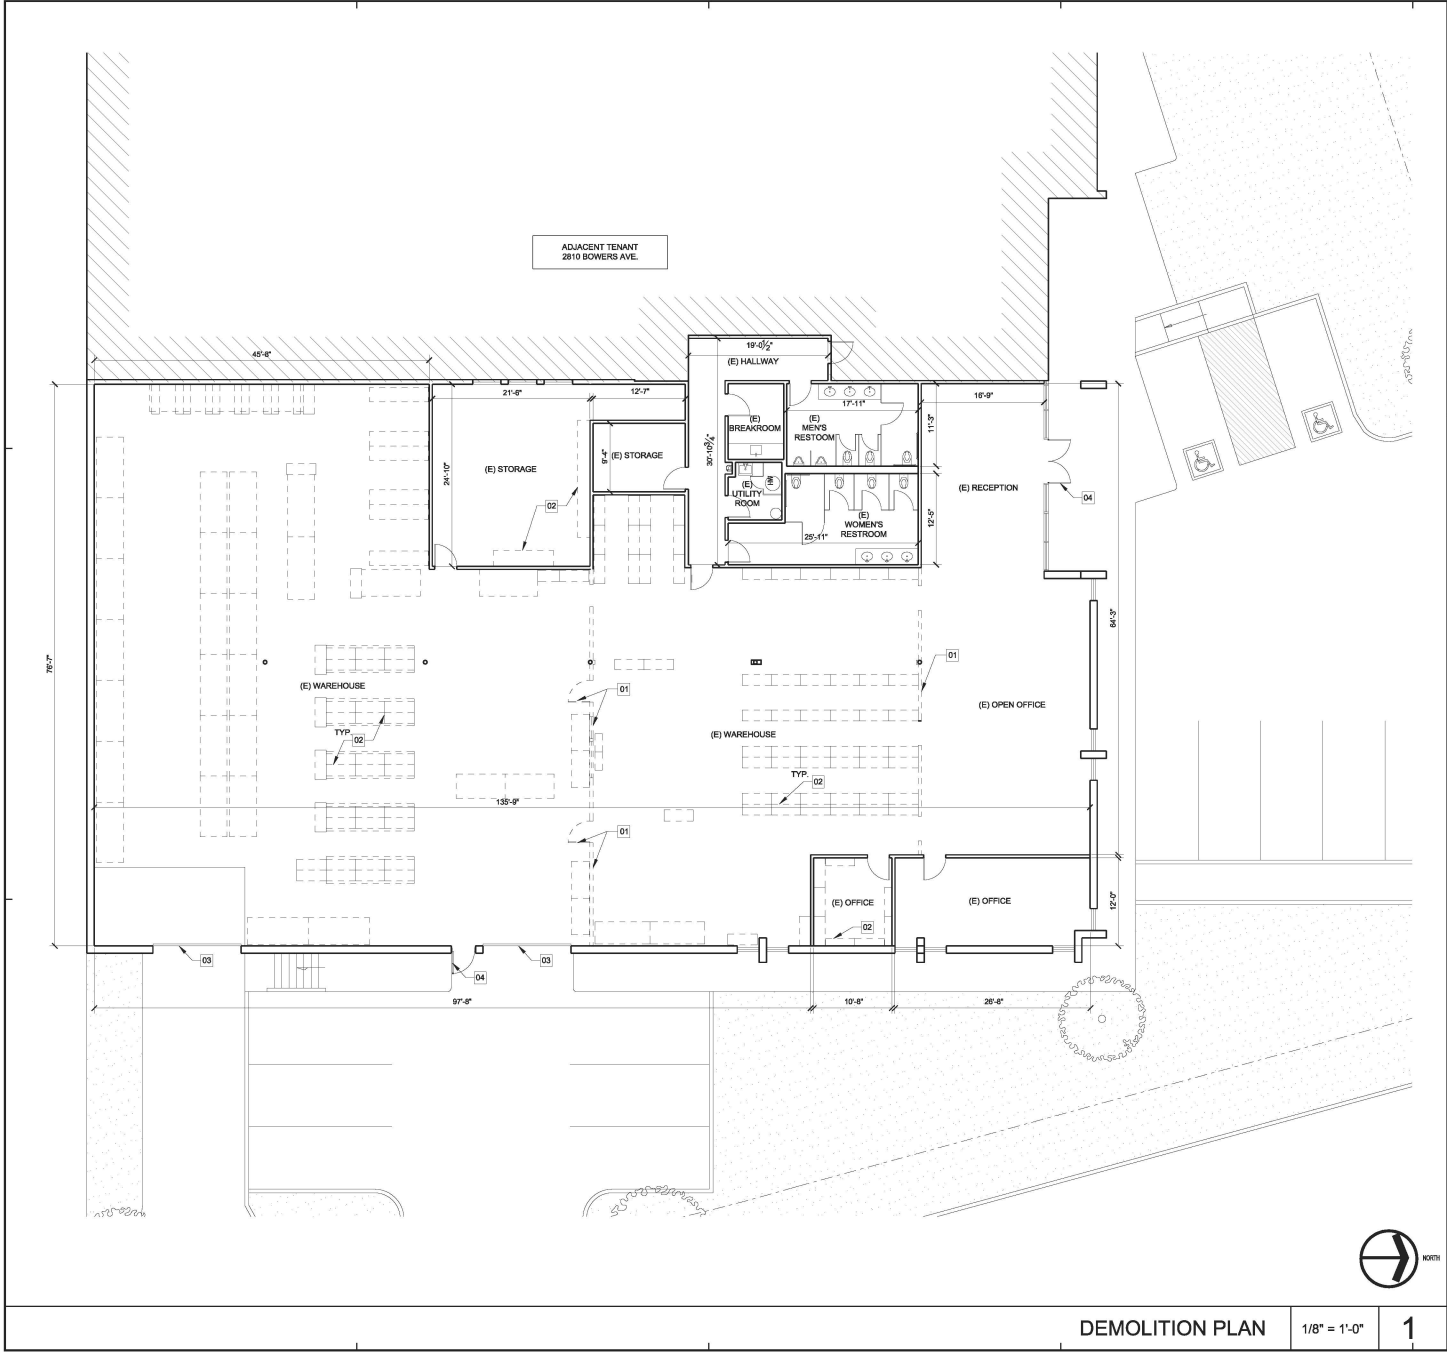 ADJACENT TENANT
2810 BOWERS AVE.
45'-8"
19'-0½"
(E) HALLWAY
21'-6"
12'-7"
17'-11"
16'-9"
(E)
BREAKROOM
(E)
MEN'S
RESTOOM
11'-3"
30'-10¾"
9'-4"
(E) STORAGE
24'-10"
(E) STORAGE
(E)
UTILITY
ROOM
HW
(E) RECEPTION
04
02
(E)
WOMEN'S
RESTROOM
12'-5"
25'-11"
64'-3"
76'-7"
01
(E) WAREHOUSE
01
(E) OPEN OFFICE
TYP.
02
(E) WAREHOUSE
TYP.
02
135'-9"
01
(E) OFFICE
(E) OFFICE
12'-0"
02
03
03
04
97'-8"
10'-8"
26'-8"
NORTH
DEMOLITION PLAN
1/8" = 1'-0"
1